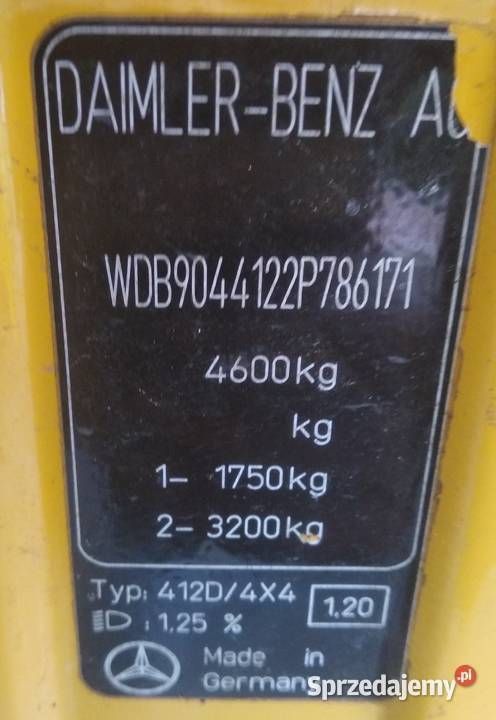 DAIMLER-BENZ AG
WDB9044122P786171
4600kg
kg
1- 1750kg
2- 3200kg
Typ: 412D/4X4 1,20
: 1,25 %
Made in
German
Sprzedajemy.pl